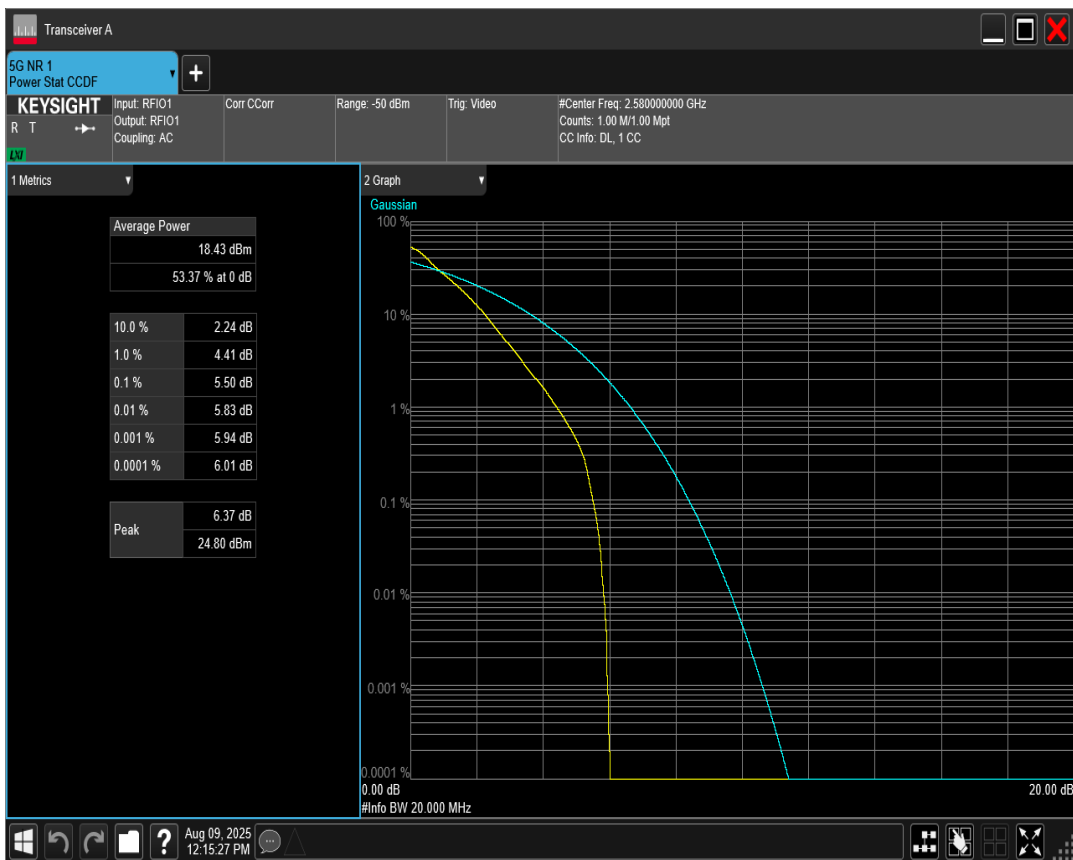 Transceiver A
5G NR 1
Power Stat CCDF
+
KEYSIGHT
R T
LXI
Input: RFIO1
Output: RFIO1
Coupling: AC
Corr CCorr
Range: -50 dBm
Trig: Video
#Center Freq: 2.580000000 GHz
Counts: 1.00 M/1.00 Mpt
CC Info: DL, 1 CC
1 Metrics
Average Power
18.43 dBm
53.37 % at 0 dB
10.0 % 2.24 dB
1.0 % 4.41 dB
0.1 % 5.50 dB
0.01 % 5.83 dB
0.001 % 5.94 dB
0.0001 % 6.01 dB
Peak
6.37 dB
24.80 dBm
2 Graph
Gaussian
100 %
10 %
1 %
0.1 %
0.01 %
0.001 %
0.0001 %
0.00 dB 20.00 dB
#Info BW 20.000 MHz
?
Aug 09, 2025
12:15:27 PM